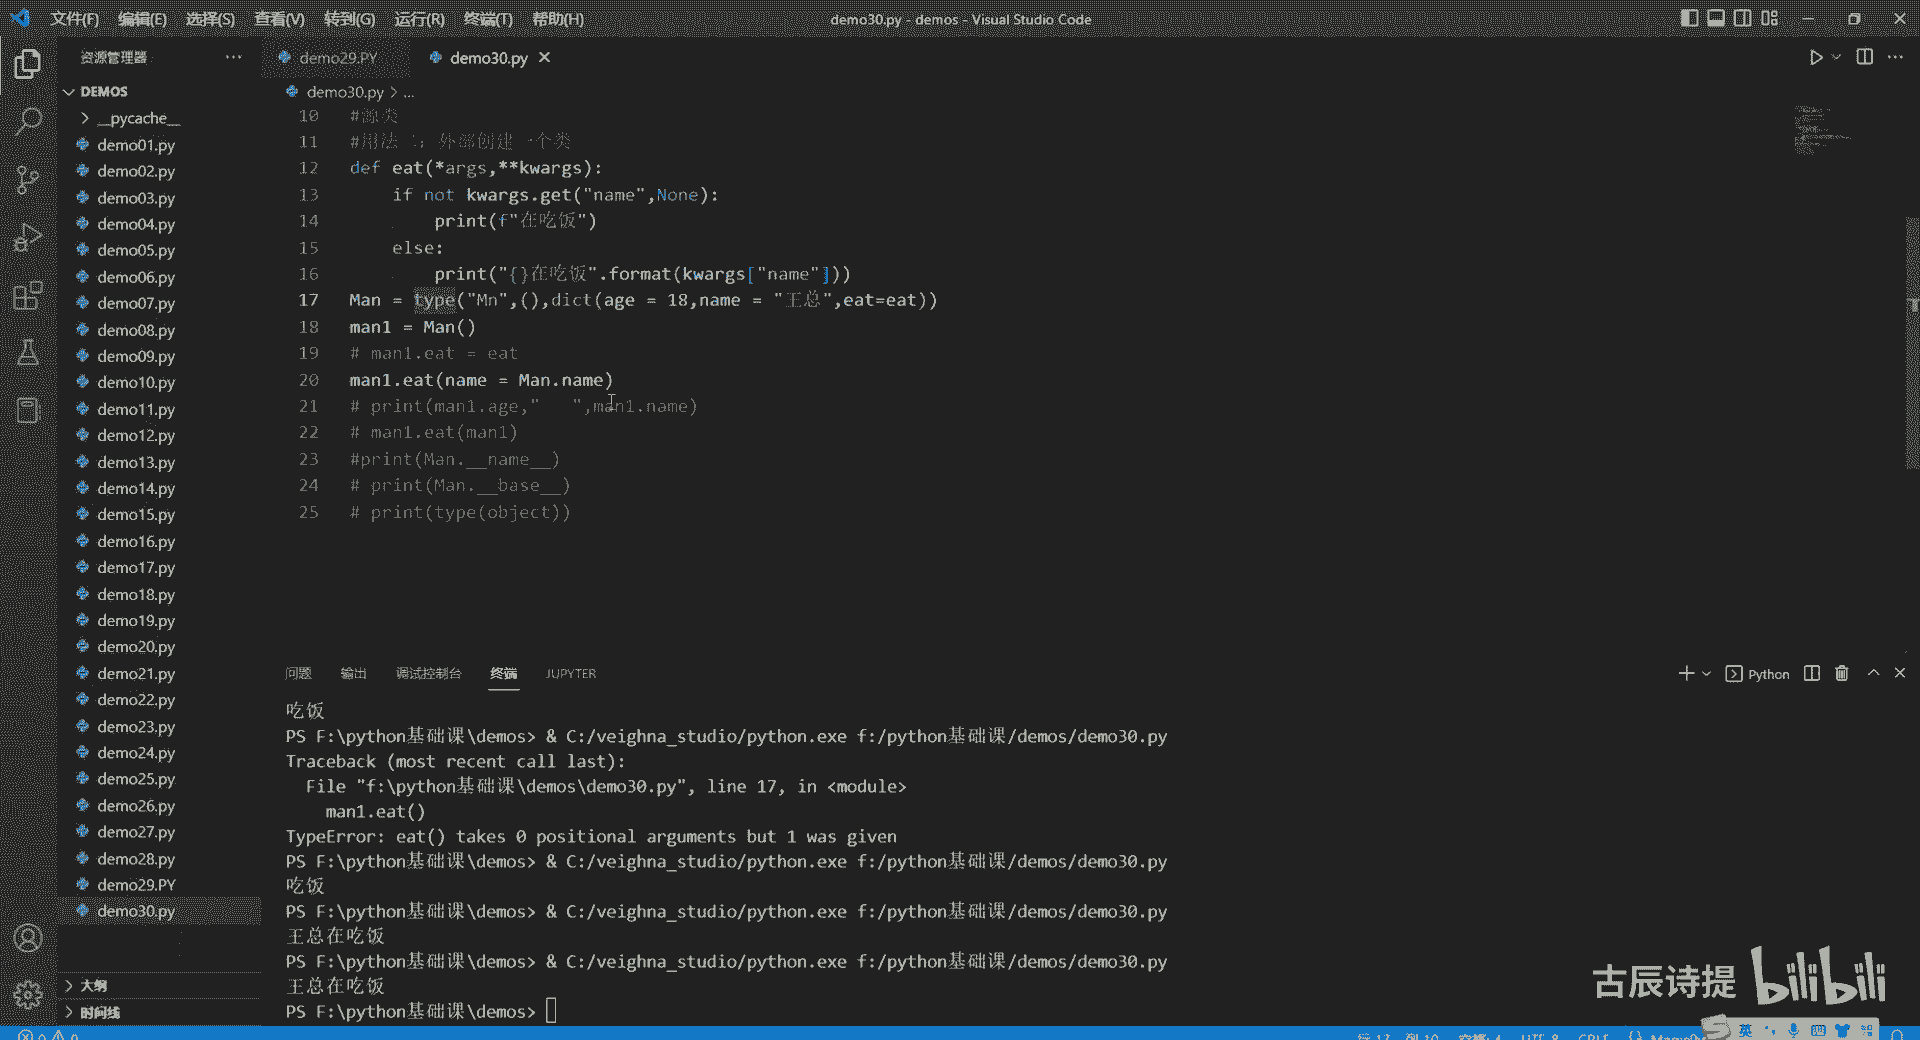 文件(F) 编辑(E) 选择(S) 查看(V) 转到(G) 运行(R) 终端(T) 帮助(H) demo30.py - demos - Visual Studio Code
资源管理器 ··· demo29.PY demo30.py
DEMOS
demo30.py > ...
__pycache__
demo01.py
demo02.py
demo03.py
demo04.py
demo05.py
demo06.py
demo07.py
demo08.py
demo09.py
demo10.py
demo11.py
demo12.py
demo13.py
demo14.py
demo15.py
demo16.py
demo17.py
demo18.py
demo19.py
demo20.py
demo21.py
demo22.py
demo23.py
demo24.py
demo25.py
demo26.py
demo27.py
demo28.py
demo29.PY
demo30.py
大纲
时间线
10 #源类
11 #用法 外部创建一个类
12 def eat(*args,**kwargs):
13 if not kwargs.get("name",None):
14 print(f"在吃饭")
15 else:
16 print("{}在吃饭".format(kwargs["name"]))
17 Man = type("Mn",(),dict(age = 18,name = "王总",eat=eat))
18 man1 = Man()
19 # man1.eat = eat
20 man1.eat(name = Man.name)
21 # print(man1.age,"   ",man1.name)
22 # man1.eat(man1)
23 #print(Man.__name__)
24 # print(Man.__base__)
25 # print(type(object))
问题 输出 调试控制台 终端 JUPYTER
Python
吃饭
PS F:\python基础课\demos> & C:/veighna_studio/python.exe f:/python基础课/demos/demo30.py
Traceback (most recent call last):
File "f:\python基础课\demos\demo30.py", line 17, in <module>
man1.eat()
TypeError: eat() takes 0 positional arguments but 1 was given
PS F:\python基础课\demos> & C:/veighna_studio/python.exe f:/python基础课/demos/demo30.py
吃饭
PS F:\python基础课\demos> & C:/veighna_studio/python.exe f:/python基础课/demos/demo30.py
王总在吃饭
PS F:\python基础课\demos> & C:/veighna_studio/python.exe f:/python基础课/demos/demo30.py
王总在吃饭
PS F:\python基础课\demos>
古辰诗提 bilibili
英